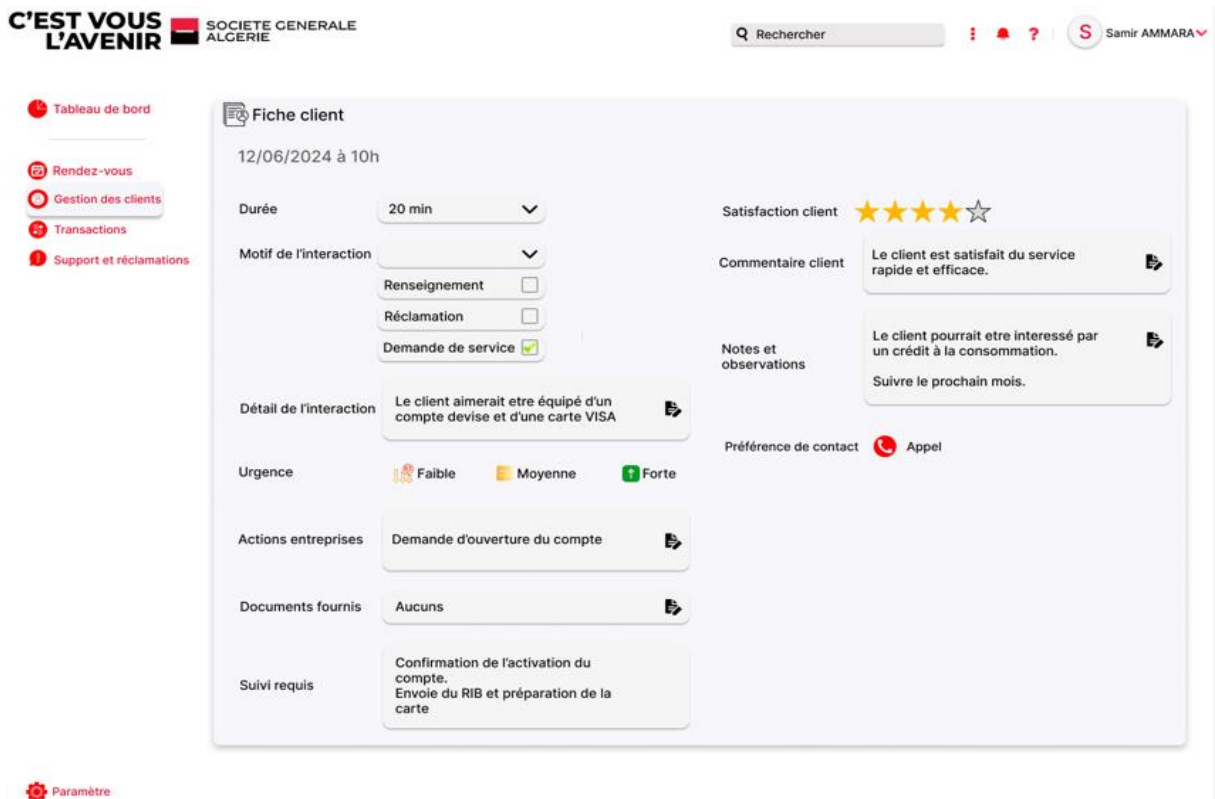 C'EST VOUS
L'AVENIR
SOCIETE GENERALE
ALGERIE
Rechercher
?
S
Samir AMMARA
Tableau de bord
Rendez-vous
Gestion des clients
Transactions
Support et réclamations
Paramètre
Fiche client
12/06/2024 à 10h
Durée
20 min
Motif de l'interaction
Renseignement
Réclamation
Demande de service
Détail de l'interaction
Le client aimerait etre équipé d'un
compte devise et d'une carte VISA
Urgence
Faible
Moyenne
Forte
Actions entreprises
Demande d'ouverture du compte
Documents fournis
Aucuns
Suivi requis
Confirmation de l'activation du
compte.
Envoie du RIB et préparation de la
carte
Satisfaction client
Commentaire client
Le client est satisfait du service
rapide et efficace.
Notes et
observations
Le client pourrait etre interessé par
un crédit à la consommation.
Suivre le prochain mois.
Préférence de contact
Appel